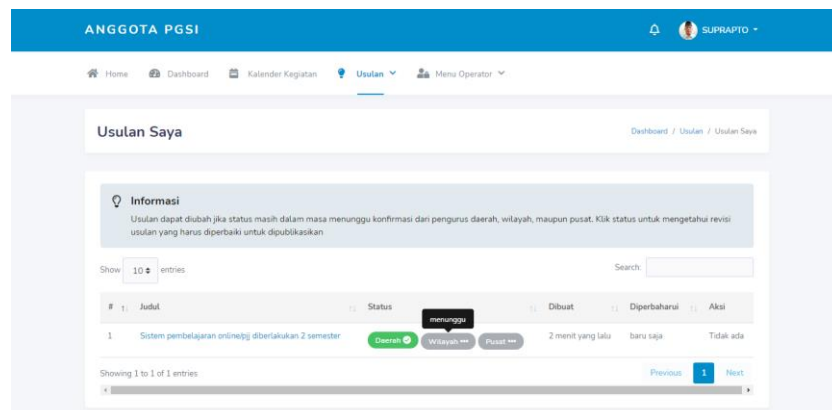 ANGGOTA PGSI
SUPRAPTO
Home Dashboard Kalender Kegiatan Usulan Menu Operator
Usulan Saya
Dashboard / Usulan / Usulan Saya
Informasi
Usulan dapat diubah jika status masih dalam masa menunggu konfirmasi dari pengurus daerah, wilayah, maupun pusat. Klik status untuk mengetahui revisi
usulan yang harus diperbaiki untuk dipublikasikan
Show 10 entries
Search:
# Judul Status Dibuat Diperbaharui Aksi
menunggu
1 Sistem pembelajaran online/pjj diberlakukan 2 semester Daerah Wilayah Pusat 2 menit yang lalu baru saja Tidak ada
Showing 1 to 1 of 1 entries
Previous 1 Next